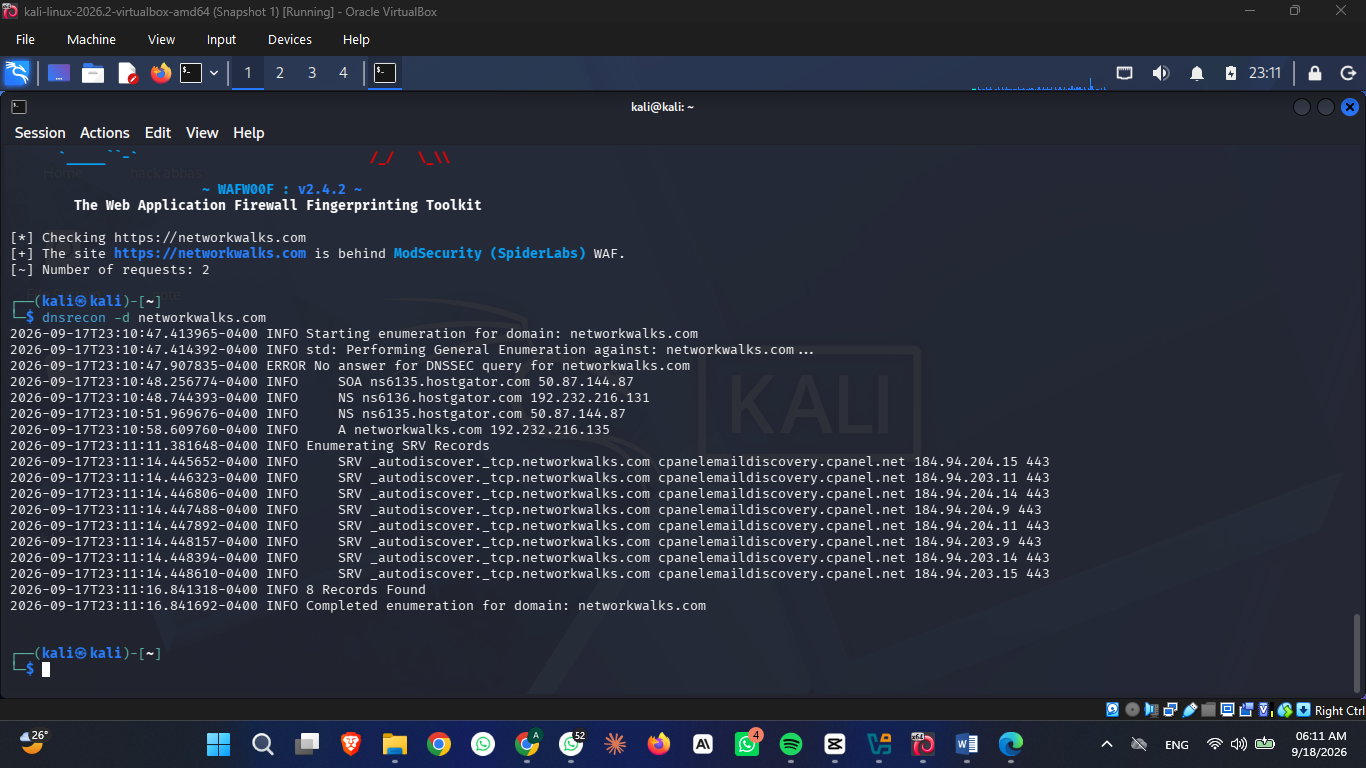 kali-linux-2026.2-virtualbox-amd64 (Snapshot 1) [Running] - Oracle VirtualBox
File Machine View Input Devices Help
1 2 3 4 23:11
kali@kali: ~
Session Actions Edit View Help
~ WAFW00F : v2.4.2 ~
The Web Application Firewall Fingerprinting Toolkit
[*] Checking https://networkwalks.com
[+] The site https://networkwalks.com is behind ModSecurity (SpiderLabs) WAF.
[~] Number of requests: 2
┌──(kali㉿kali)-[~]
└─$ dnsrecon -d networkwalks.com
2026-09-17T23:10:47.413965-0400 INFO Starting enumeration for domain: networkwalks.com
2026-09-17T23:10:47.414392-0400 INFO std: Performing General Enumeration against: networkwalks.com...
2026-09-17T23:10:47.907835-0400 ERROR No answer for DNSSEC query for networkwalks.com
2026-09-17T23:10:48.256774-0400 INFO SOA ns6135.hostgator.com 50.87.144.87
2026-09-17T23:10:48.744393-0400 INFO NS ns6136.hostgator.com 192.232.216.131
2026-09-17T23:10:51.969676-0400 INFO NS ns6135.hostgator.com 50.87.144.87
2026-09-17T23:10:58.609760-0400 INFO A networkwalks.com 192.232.216.135
2026-09-17T23:11:11.381648-0400 INFO Enumerating SRV Records
2026-09-17T23:11:14.445652-0400 INFO SRV _autodiscover._tcp.networkwalks.com cpanelemaildiscovery.cpanel.net 184.94.204.15 443
2026-09-17T23:11:14.446323-0400 INFO SRV _autodiscover._tcp.networkwalks.com cpanelemaildiscovery.cpanel.net 184.94.203.11 443
2026-09-17T23:11:14.446806-0400 INFO SRV _autodiscover._tcp.networkwalks.com cpanelemaildiscovery.cpanel.net 184.94.204.14 443
2026-09-17T23:11:14.447488-0400 INFO SRV _autodiscover._tcp.networkwalks.com cpanelemaildiscovery.cpanel.net 184.94.204.9 443
2026-09-17T23:11:14.447892-0400 INFO SRV _autodiscover._tcp.networkwalks.com cpanelemaildiscovery.cpanel.net 184.94.204.11 443
2026-09-17T23:11:14.448157-0400 INFO SRV _autodiscover._tcp.networkwalks.com cpanelemaildiscovery.cpanel.net 184.94.203.9 443
2026-09-17T23:11:14.448394-0400 INFO SRV _autodiscover._tcp.networkwalks.com cpanelemaildiscovery.cpanel.net 184.94.203.14 443
2026-09-17T23:11:14.448610-0400 INFO SRV _autodiscover._tcp.networkwalks.com cpanelemaildiscovery.cpanel.net 184.94.203.15 443
2026-09-17T23:11:16.841318-0400 INFO 8 Records Found
2026-09-17T23:11:16.841692-0400 INFO Completed enumeration for domain: networkwalks.com
KALI
┌──(kali㉿kali)-[~]
└─$
Right Ctrl
26° A 52 4 ENG 06:11 AM
9/18/2026